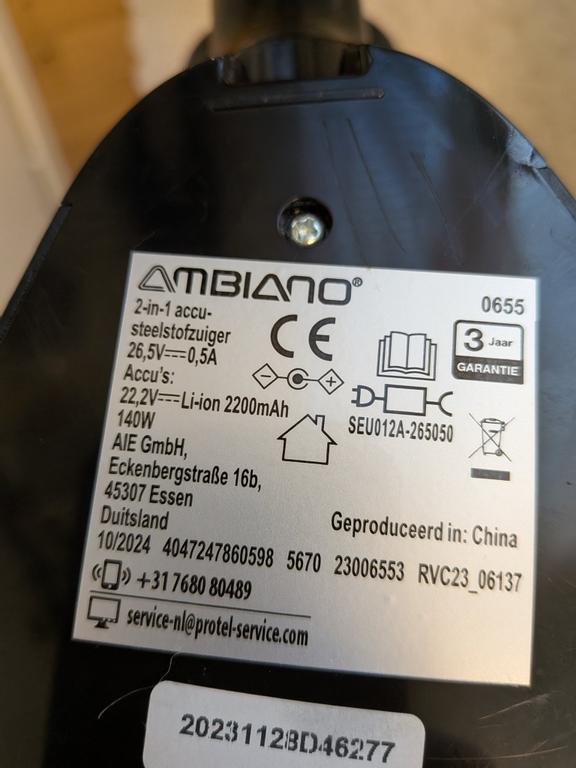 AMBIANO®
0655
2-in-1 accu-
steelstofzuiger
26,5V⎓0,5A
Accu's:
22,2V⎓Li-ion 2200mAh
140W
CE
3 Jaar
GARANTIE
- +
SEU012A-265050
AIE GmbH,
Eckenbergstraße 16b,
45307 Essen
Duitsland
Geproduceerd in: China
10/2024 4047247860598 5670 23006553 RVC23_06137
+31 7680 80489
service-nl@protel-service.com
20231128D46277